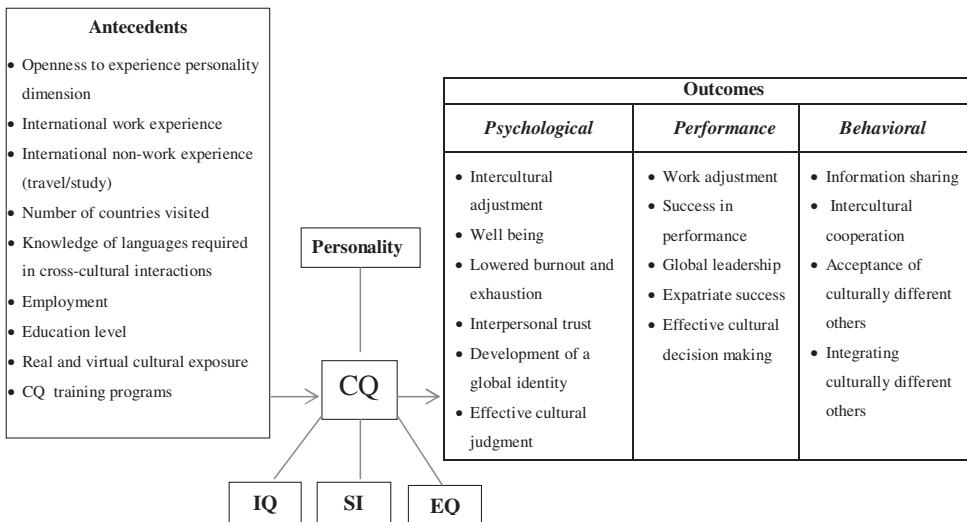 Antecedents
• Openness to experience personality
dimension
• International work experience
• International non-work experience
(travel/study)
• Number of countries visited
• Knowledge of languages required
in cross-cultural interactions
• Employment
• Education level
• Real and virtual cultural exposure
• CQ training programs
Personality
CQ
IQ
SI
EQ
Outcomes
Psychological
• Intercultural
adjustment
• Well being
• Lowered burnout and
exhaustion
• Interpersonal trust
• Development of a
global identity
• Effective cultural
judgment
Performance
• Work adjustment
• Success in
performance
• Global leadership
• Expatriate success
• Effective cultural
decision making
Behavioral
• Information sharing
• Intercultural
cooperation
• Acceptance of
culturally different
others
• Integrating
culturally different
others